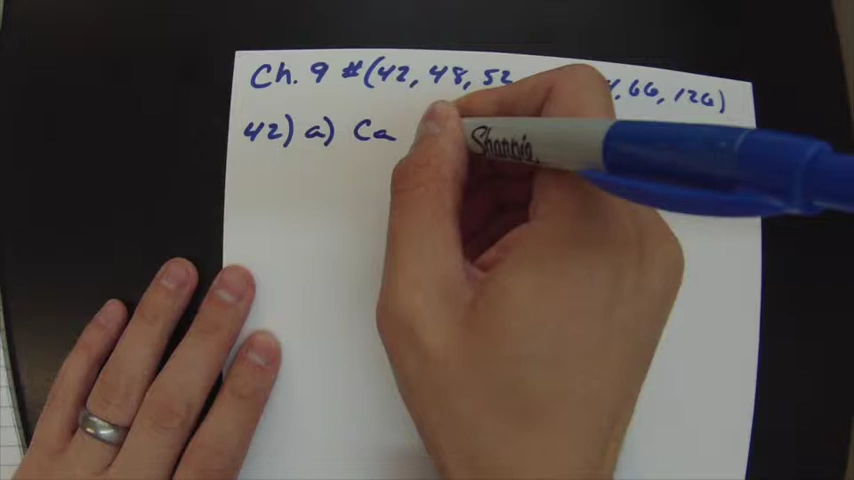 Ch. 9 #(42, 48, 52 , 66, 126)
42) a) Ca
Sharpie